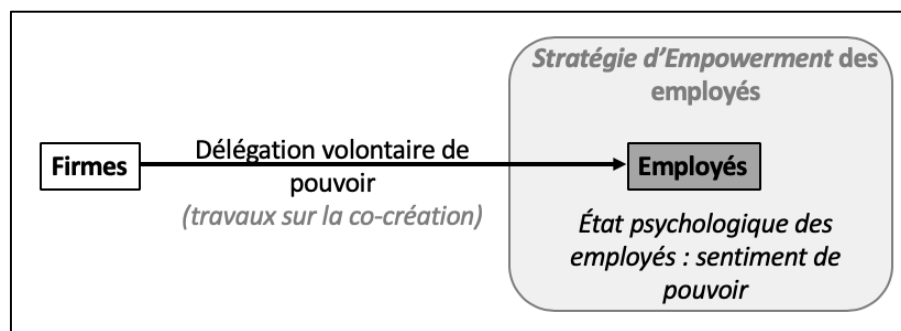 Stratégie d’Empowerment des
employés
Firmes
Délégation volontaire de
pouvoir
(travaux sur la co-création)
Employés
État psychologique des
employés : sentiment de
pouvoir